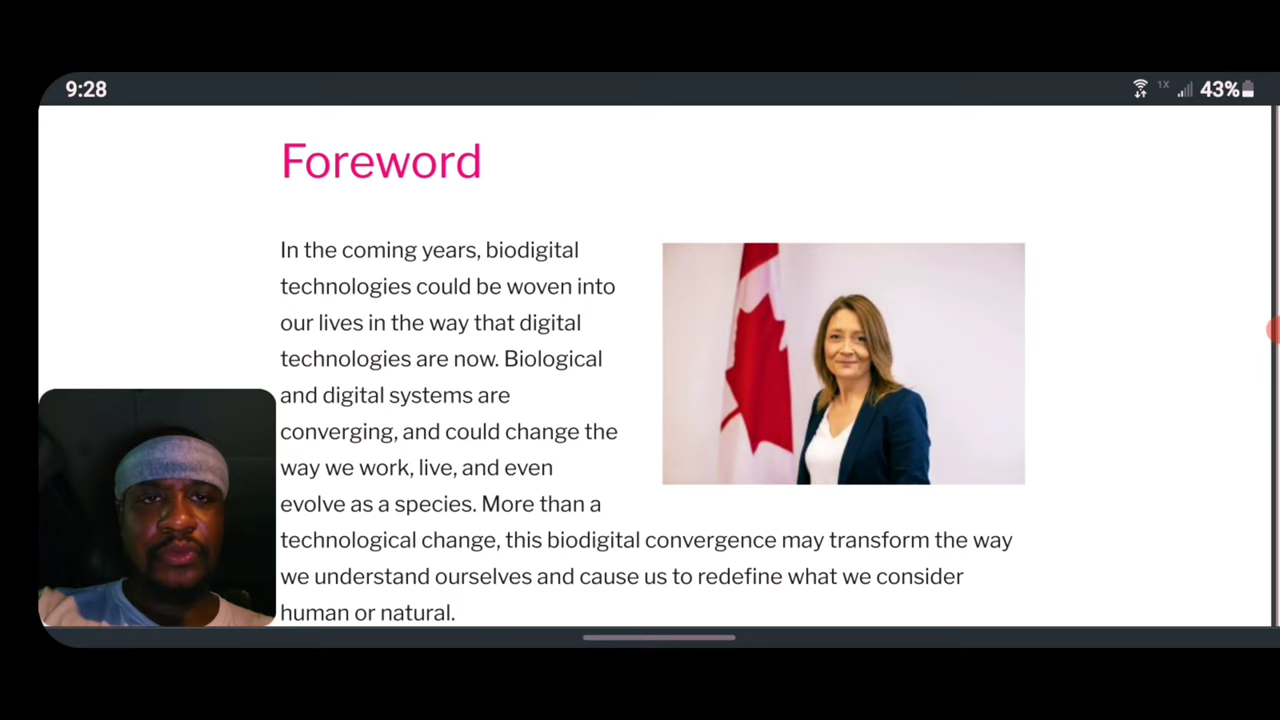 9:28
1X
43%
Foreword
In the coming years, biodigital
technologies could be woven into
our lives in the way that digital
technologies are now. Biological
and digital systems are
converging, and could change the
way we work, live, and even
evolve as a species. More than a
technological change, this biodigital convergence may transform the way
we understand ourselves and cause us to redefine what we consider
human or natural.